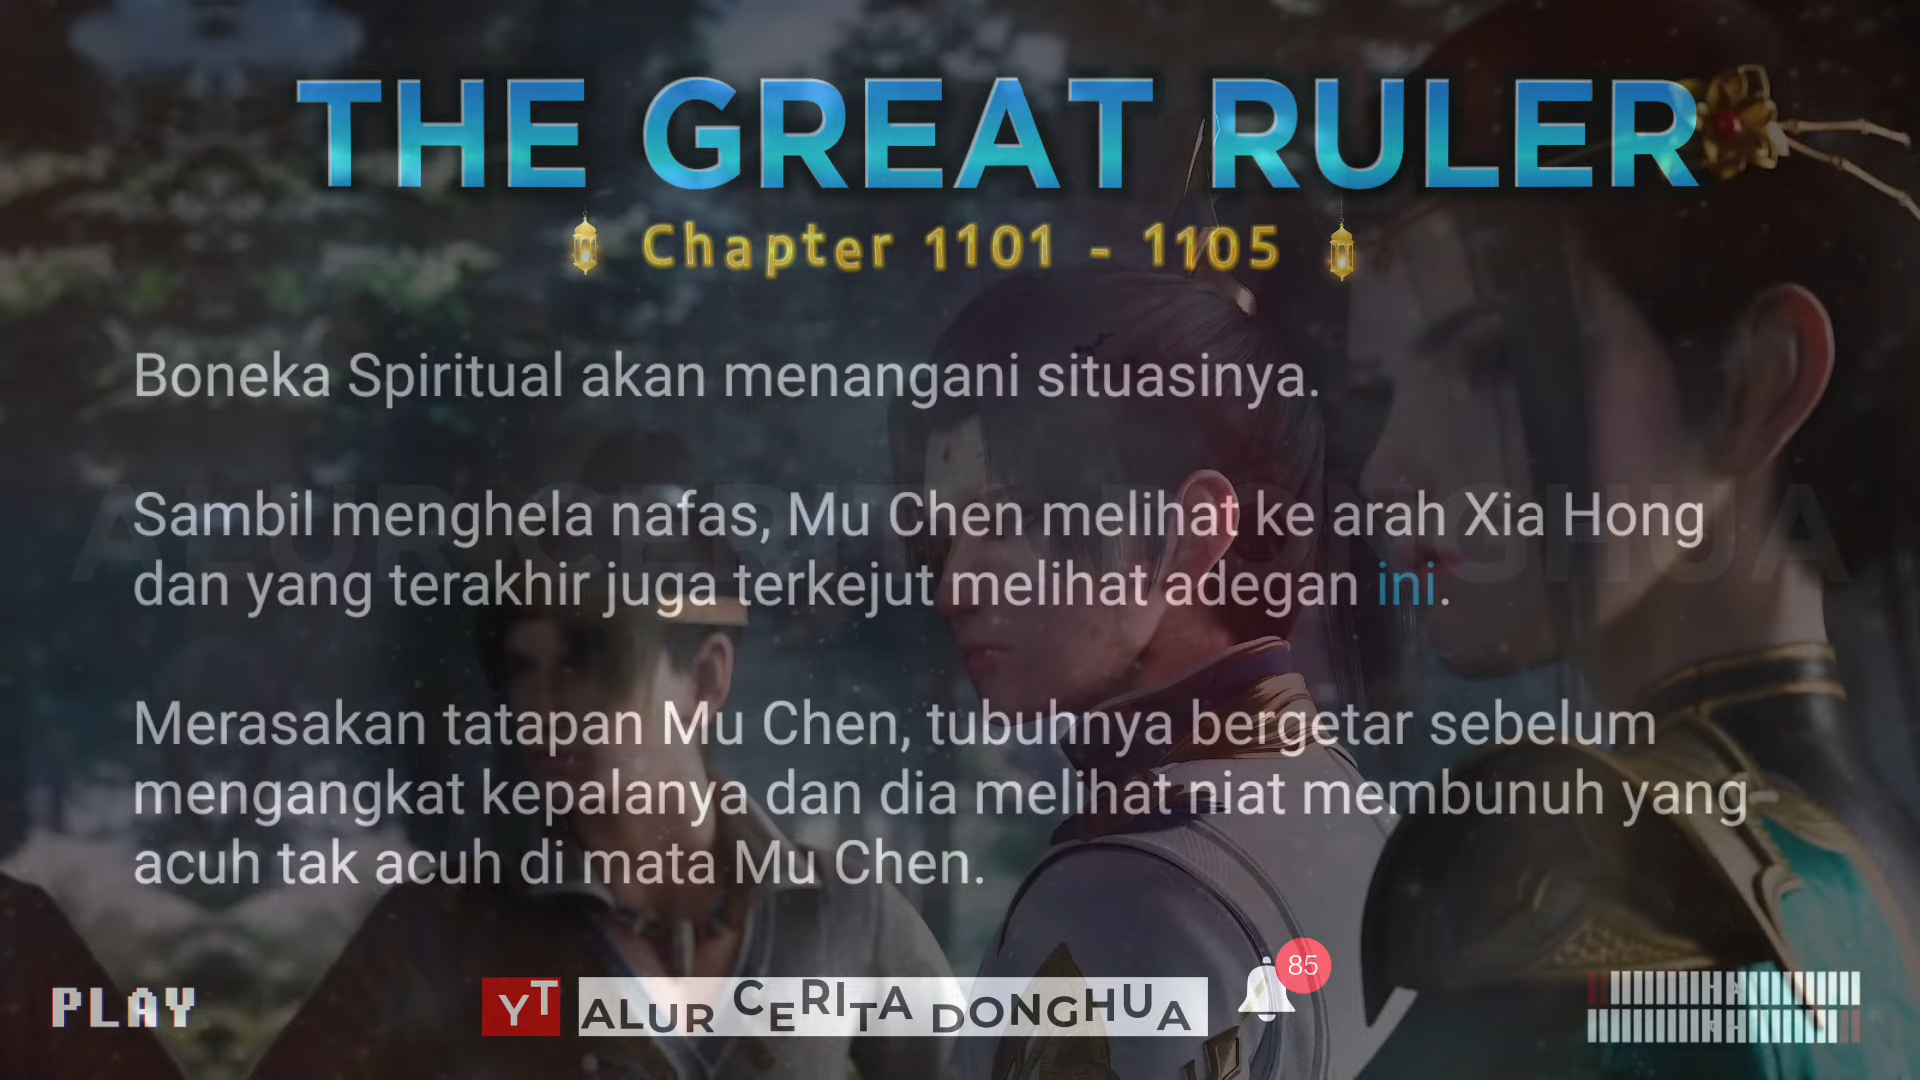 THE GREAT RULER
Chapter 1101 - 1105
Boneka Spiritual akan menangani situasinya.
Sambil menghela nafas, Mu Chen melihat ke arah Xia Hong
dan yang terakhir juga terkejut melihat adegan ini.
Merasakan tatapan Mu Chen, tubuhnya bergetar sebelum
mengangkat kepalanya dan dia melihat niat membunuh yang
acuh tak acuh di mata Mu Chen.
ALUR CERITA DONGHUA
PLAY
YT ALUR CERITA DONGHUA
85